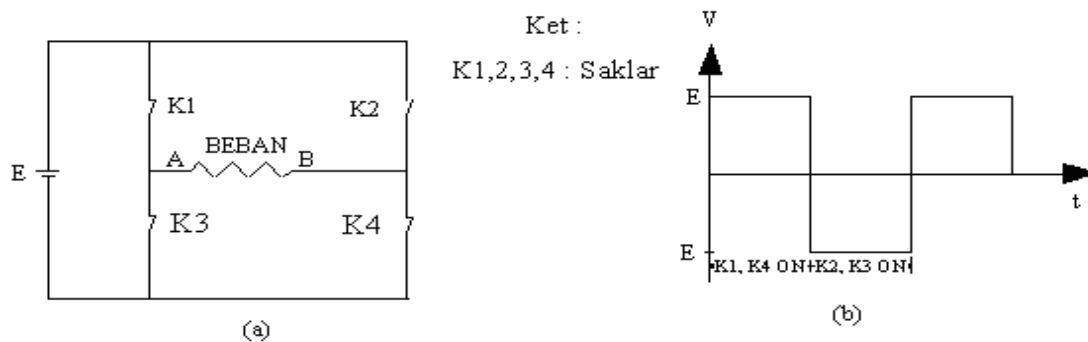 Ket :
K1,2,3,4 : Saklar
K1
K2
BEBAN
A
B
E
K3
K4
(a)
V
E
t
E
K1, K4 ON
K2, K3 ON
(b)